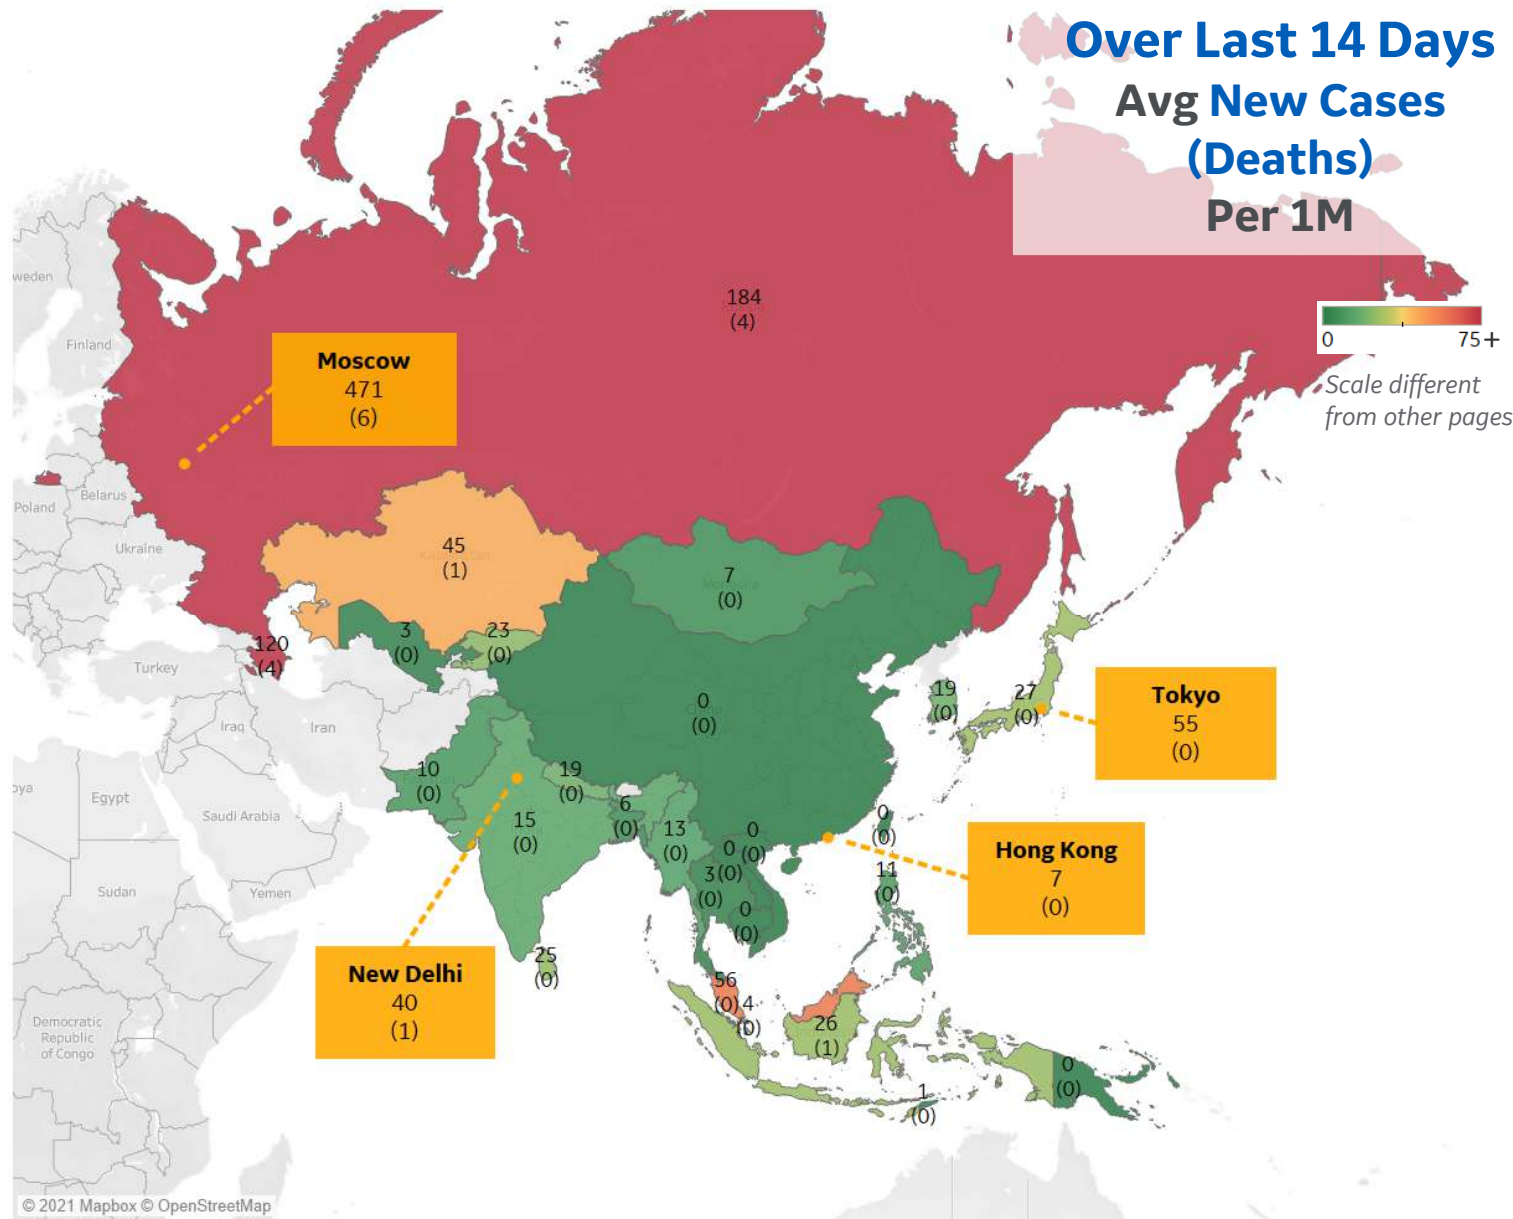 Over Last 14 Days
Avg New Cases
(Deaths)
Per 1M
0 75+
Scale different
from other pages
184
(4)
Moscow
471
(6)
weden
Finland
Poland
Belarus
Ukraine
Turkey
Iraq
Iran
oya
Egypt
Saudi Arabia
Sudan
Yemen
Democratic
Republic
of Congo
45
(1)
7
(0)
3
(0)
23
(0)
120
(4)
0
(0)
19
(0)
27
(0)
Tokyo
55
(0)
10
(0)
19
(0)
15
(0)
6
(0)
13
(0)
0
(0)
0
(0)
3
(0)
0
(0)
0
(0)
11
(0)
Hong Kong
7
(0)
New Delhi
40
(1)
25
(0)
56
(0)
4
(0)
26
(1)
1
(0)
0
(0)
© 2021 Mapbox © OpenStreetMap